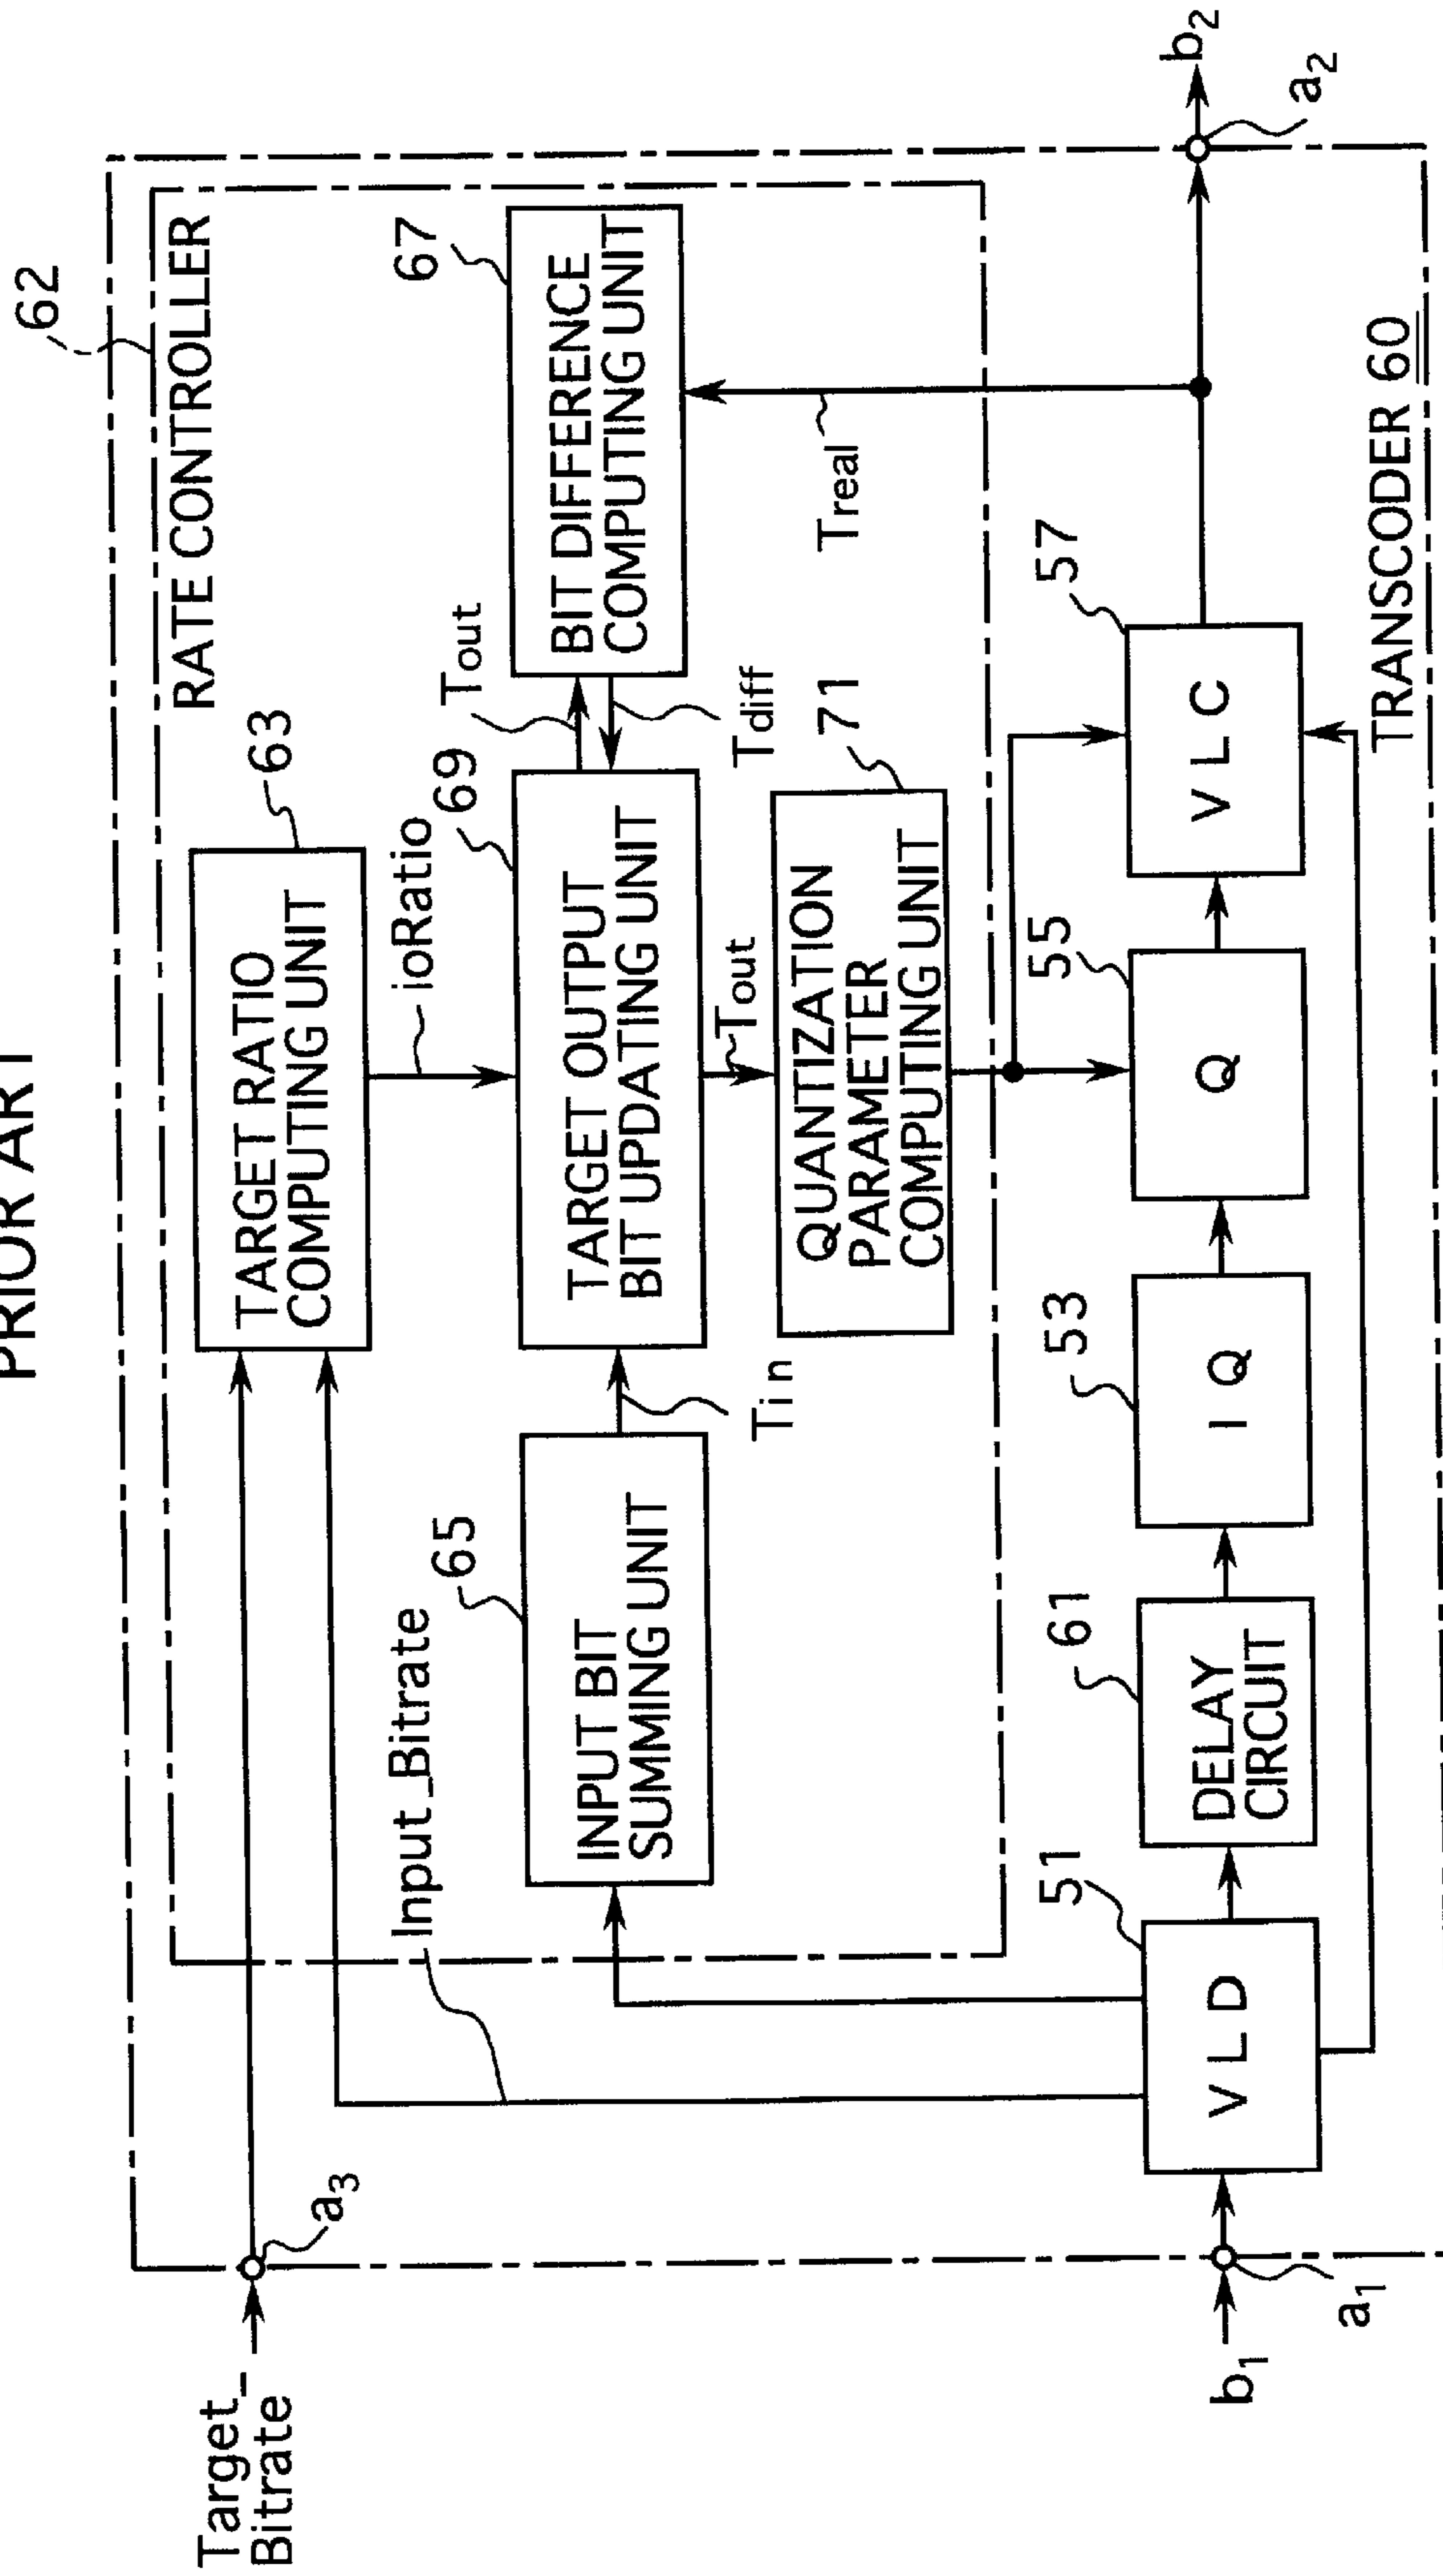 PRIOR ART
62
RATE CONTROLLER
Target_
Bitrate
a3
TARGET RATIO
COMPUTING UNIT
63
Input_Bitrate
ioRatio
65
INPUT BIT
SUMMING UNIT
Tin
69
TARGET OUTPUT
BIT UPDATING UNIT
Tout
Tdiff
67
BIT DIFFERENCE
COMPUTING UNIT
Tout
71
QUANTIZATION
PARAMETER
COMPUTING UNIT
Treal
b1
a1
51
V L D
61
DELAY
CIRCUIT
53
I Q
55
Q
57
V L C
b2
a2
TRANSCODER 60